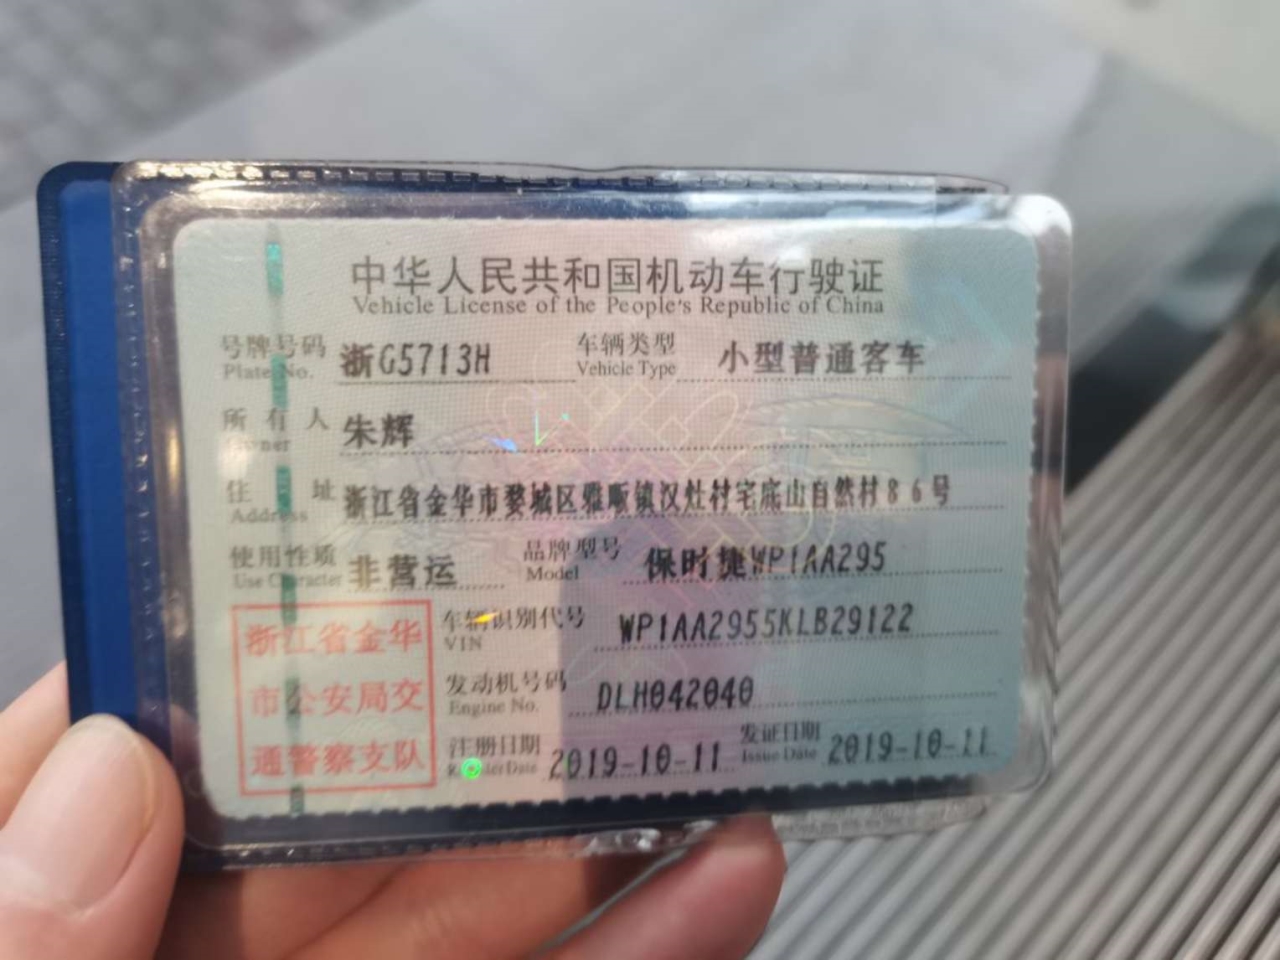 中华人民共和国机动车行驶证
Vehicle License of the People's Republic of China
号牌号码 浙G5713H 车辆类型 小型普通客车
Plate No. Vehicle Type
所有人 朱辉
Owner
住址 浙江省金华市婺城区雅畈镇汉灶村宅底山自然村86号
Address
使用性质 非营运 品牌型号 保时捷WP1AA295
Use Character Model
车辆识别代号 WP1AA2955KLB29122
VIN
发动机号码 DLH042040
Engine No.
注册日期 2019-10-11 发证日期 2019-10-11
Register Date Issue Date
浙江省金华
市公安局交
通警察支队